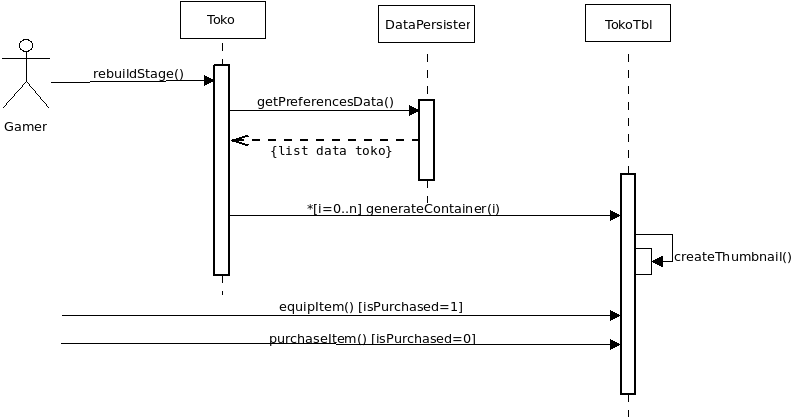 Toko
DataPersister
TokoTbl
rebuildStage()
getPreferencesData()
Gamer
{list data toko}
*[i=0..n] generateContainer(i)
createThumbnail()
equipItem() [isPurchased=1]
purchaseItem() [isPurchased=0]